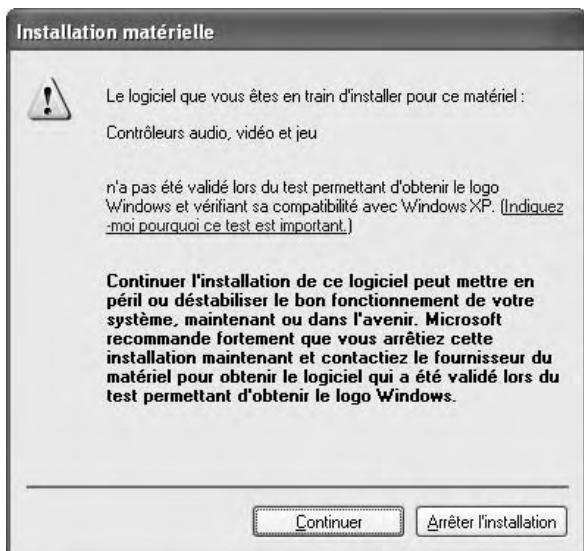 Installation matérielle
Le logiciel que vous êtes en train d'installer pour ce matériel :
Contrôleurs audio, vidéo et jeu
n'a pas été validé lors du test permettant d'obtenir le logo
Windows et vérifiant sa compatibilité avec Windows XP. (Indiquez
-moi pourquoi ce test est important.)
Continuer l'installation de ce logiciel peut mettre en
péril ou déstabiliser le bon fonctionnement de votre
système, maintenant ou dans l'avenir. Microsoft
recommande fortement que vous arrêtiez cette
installation maintenant et contactiez le fournisseur du
matériel pour obtenir le logiciel qui a été validé lors du
test permettant d'obtenir le logo Windows.
Continuer
Arrêter l'installation